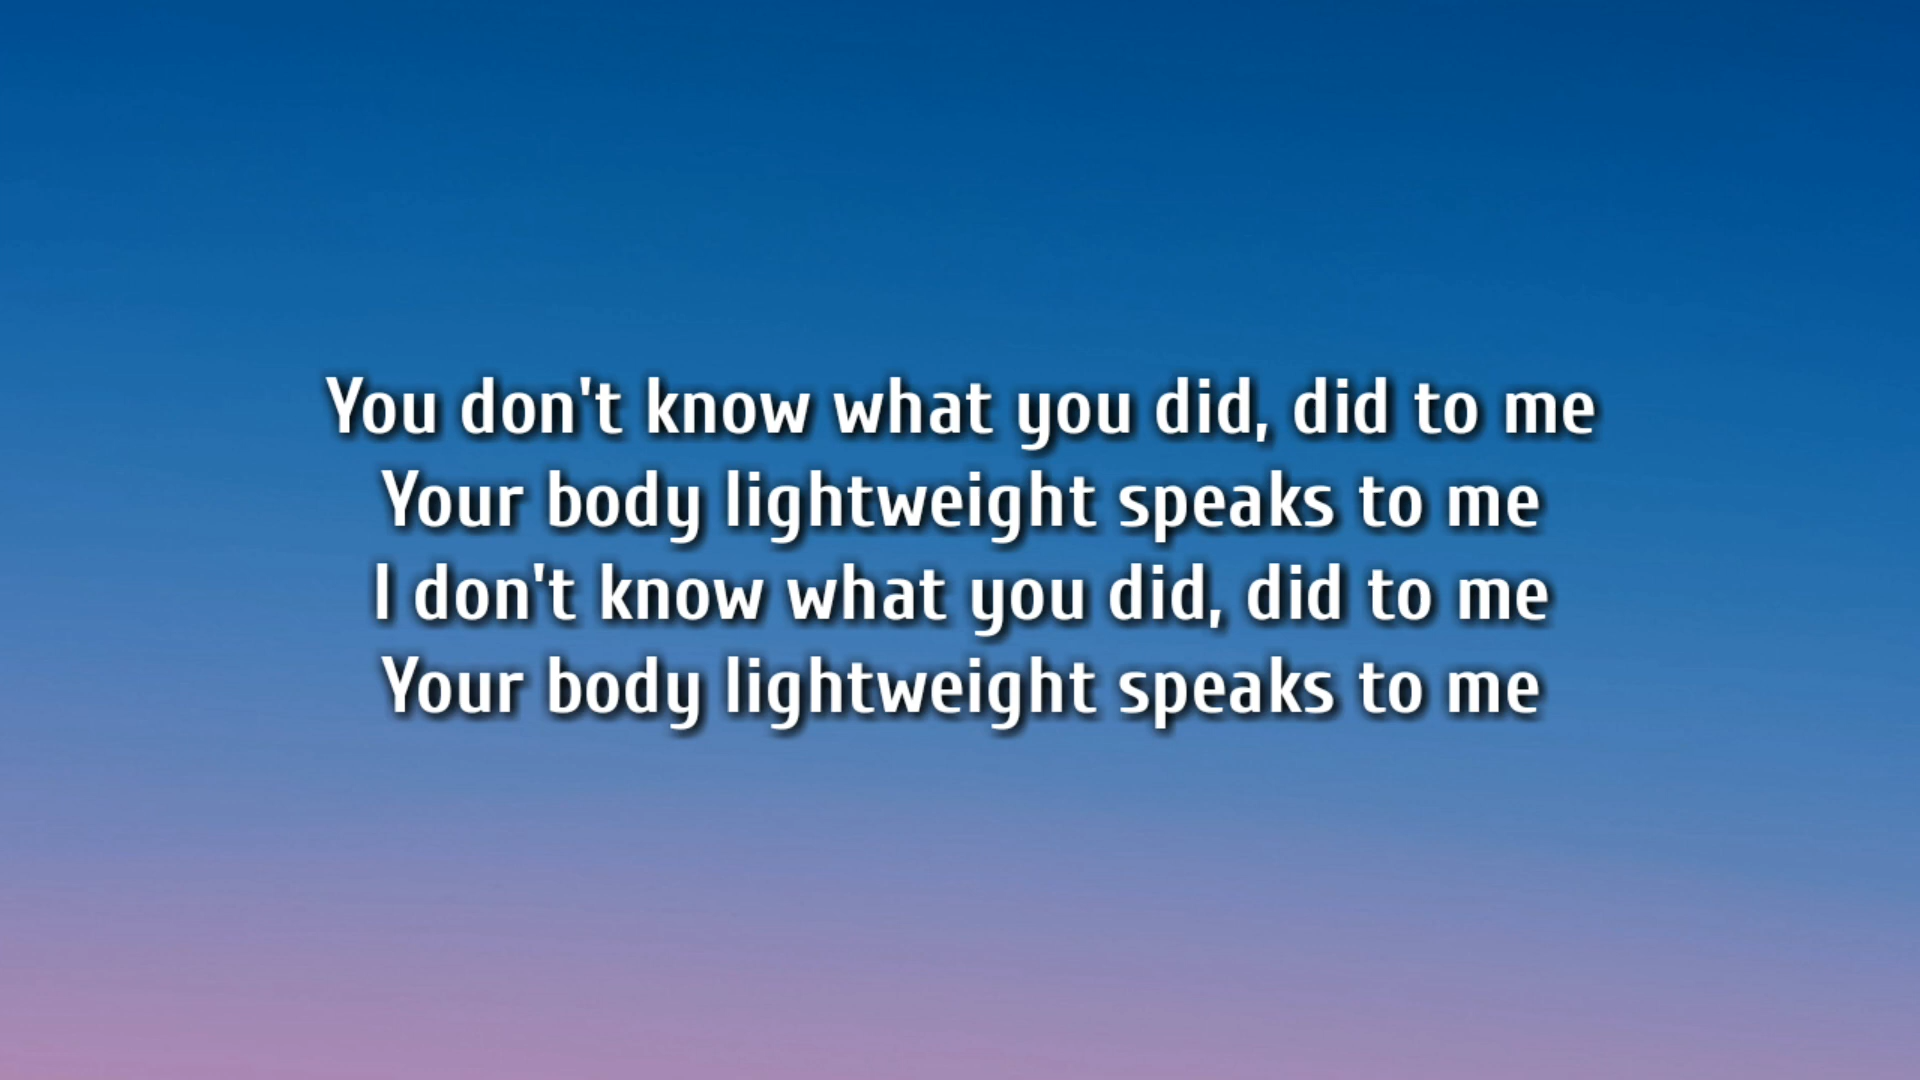 You don't know what you did, did to me
Your body lightweight speaks to me
I don't know what you did, did to me
Your body lightweight speaks to me